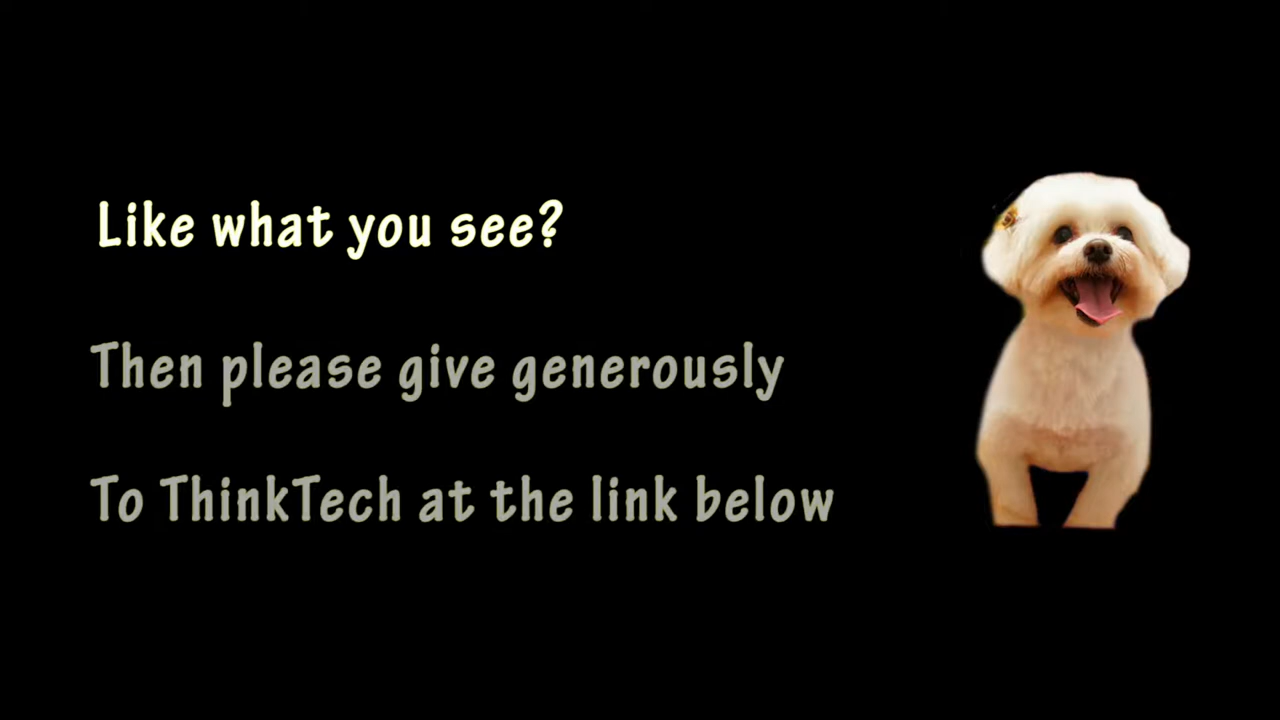 Like what you see?
Then please give generously
To ThinkTech at the link below